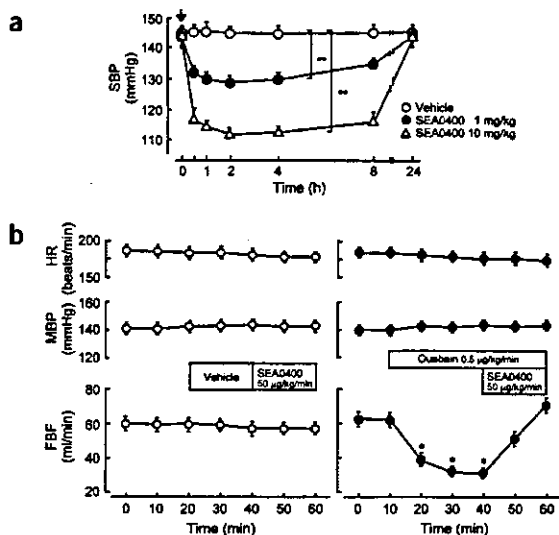 a
SBP
(mmHg)
150
140
130
120
110
**
**
Vehicle
SEA0400 1 mg/kg
SEA0400 10 mg/kg
0 1 2 4 8 24
Time (h)
b
HR
(beats/min)
200
150
MBP
(mmHg)
160
140
120
Vehicle
SEA0400
50 µg/kg/min
Ouabain 0.5 µg/kg/min
SEA0400
50 µg/kg/min
FBF
(ml/min)
80
60
40
20
* * *
0 10 20 30 40 50 60
0 10 20 30 40 50 60
Time (min)
Time (min)